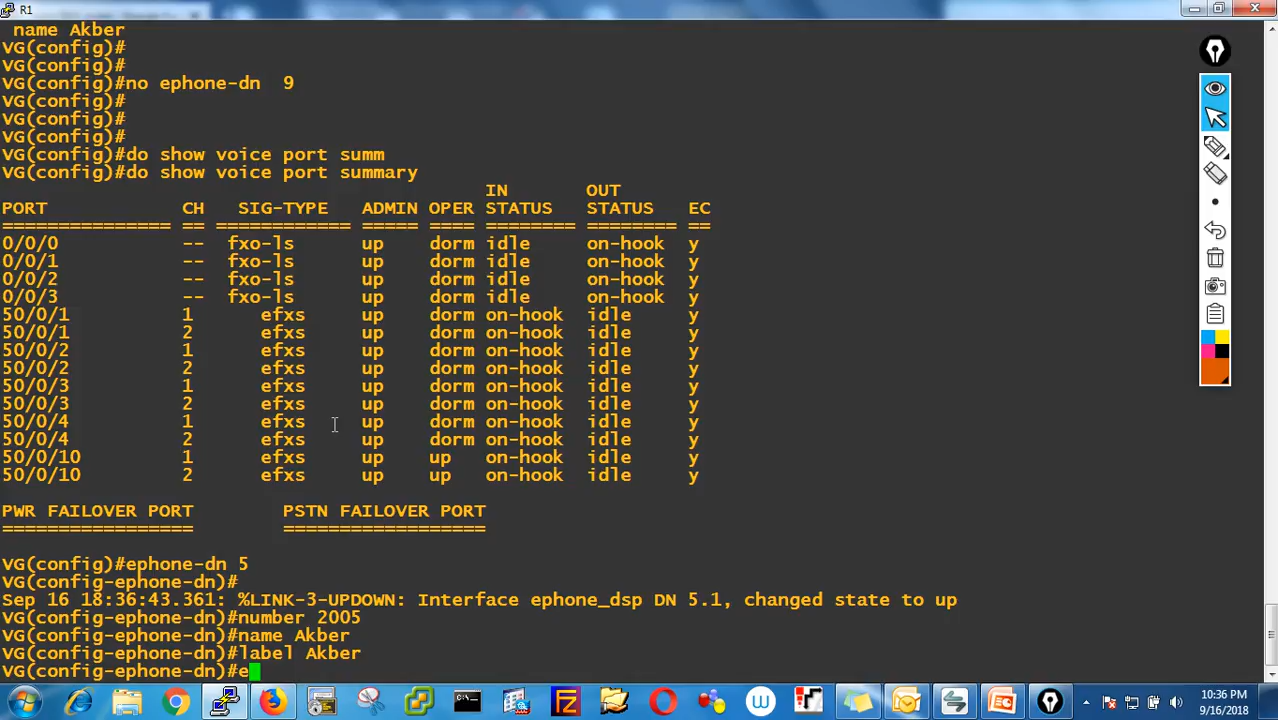 R1
name Akber
VG(config)#
VG(config)#
VG(config)#no ephone-dn  9
VG(config)#
VG(config)#
VG(config)#
VG(config)#do show voice port summ
VG(config)#do show voice port summary
IN OUT
PORT CH SIG-TYPE ADMIN OPER STATUS STATUS EC
=============== == ============ ===== ==== ======== ======== ==
0/0/0 -- fxo-ls up dorm idle on-hook y
0/0/1 -- fxo-ls up dorm idle on-hook y
0/0/2 -- fxo-ls up dorm idle on-hook y
0/0/3 -- fxo-ls up dorm idle on-hook y
50/0/1 1 efxs up dorm on-hook idle y
50/0/1 2 efxs up dorm on-hook idle y
50/0/2 1 efxs up dorm on-hook idle y
50/0/2 2 efxs up dorm on-hook idle y
50/0/3 1 efxs up dorm on-hook idle y
50/0/3 2 efxs up dorm on-hook idle y
50/0/4 1 efxs up dorm on-hook idle y
50/0/4 2 efxs up dorm on-hook idle y
50/0/10 1 efxs up up on-hook idle y
50/0/10 2 efxs up up on-hook idle y
PWR FAILOVER PORT PSTN FAILOVER PORT
================= ==================
VG(config)#ephone-dn 5
VG(config-ephone-dn)#
Sep 16 18:36:43.361: %LINK-3-UPDOWN: Interface ephone_dsp DN 5.1, changed state to up
VG(config-ephone-dn)#number 2005
VG(config-ephone-dn)#name Akber
VG(config-ephone-dn)#label Akber
VG(config-ephone-dn)#e
10:36 PM
9/16/2018